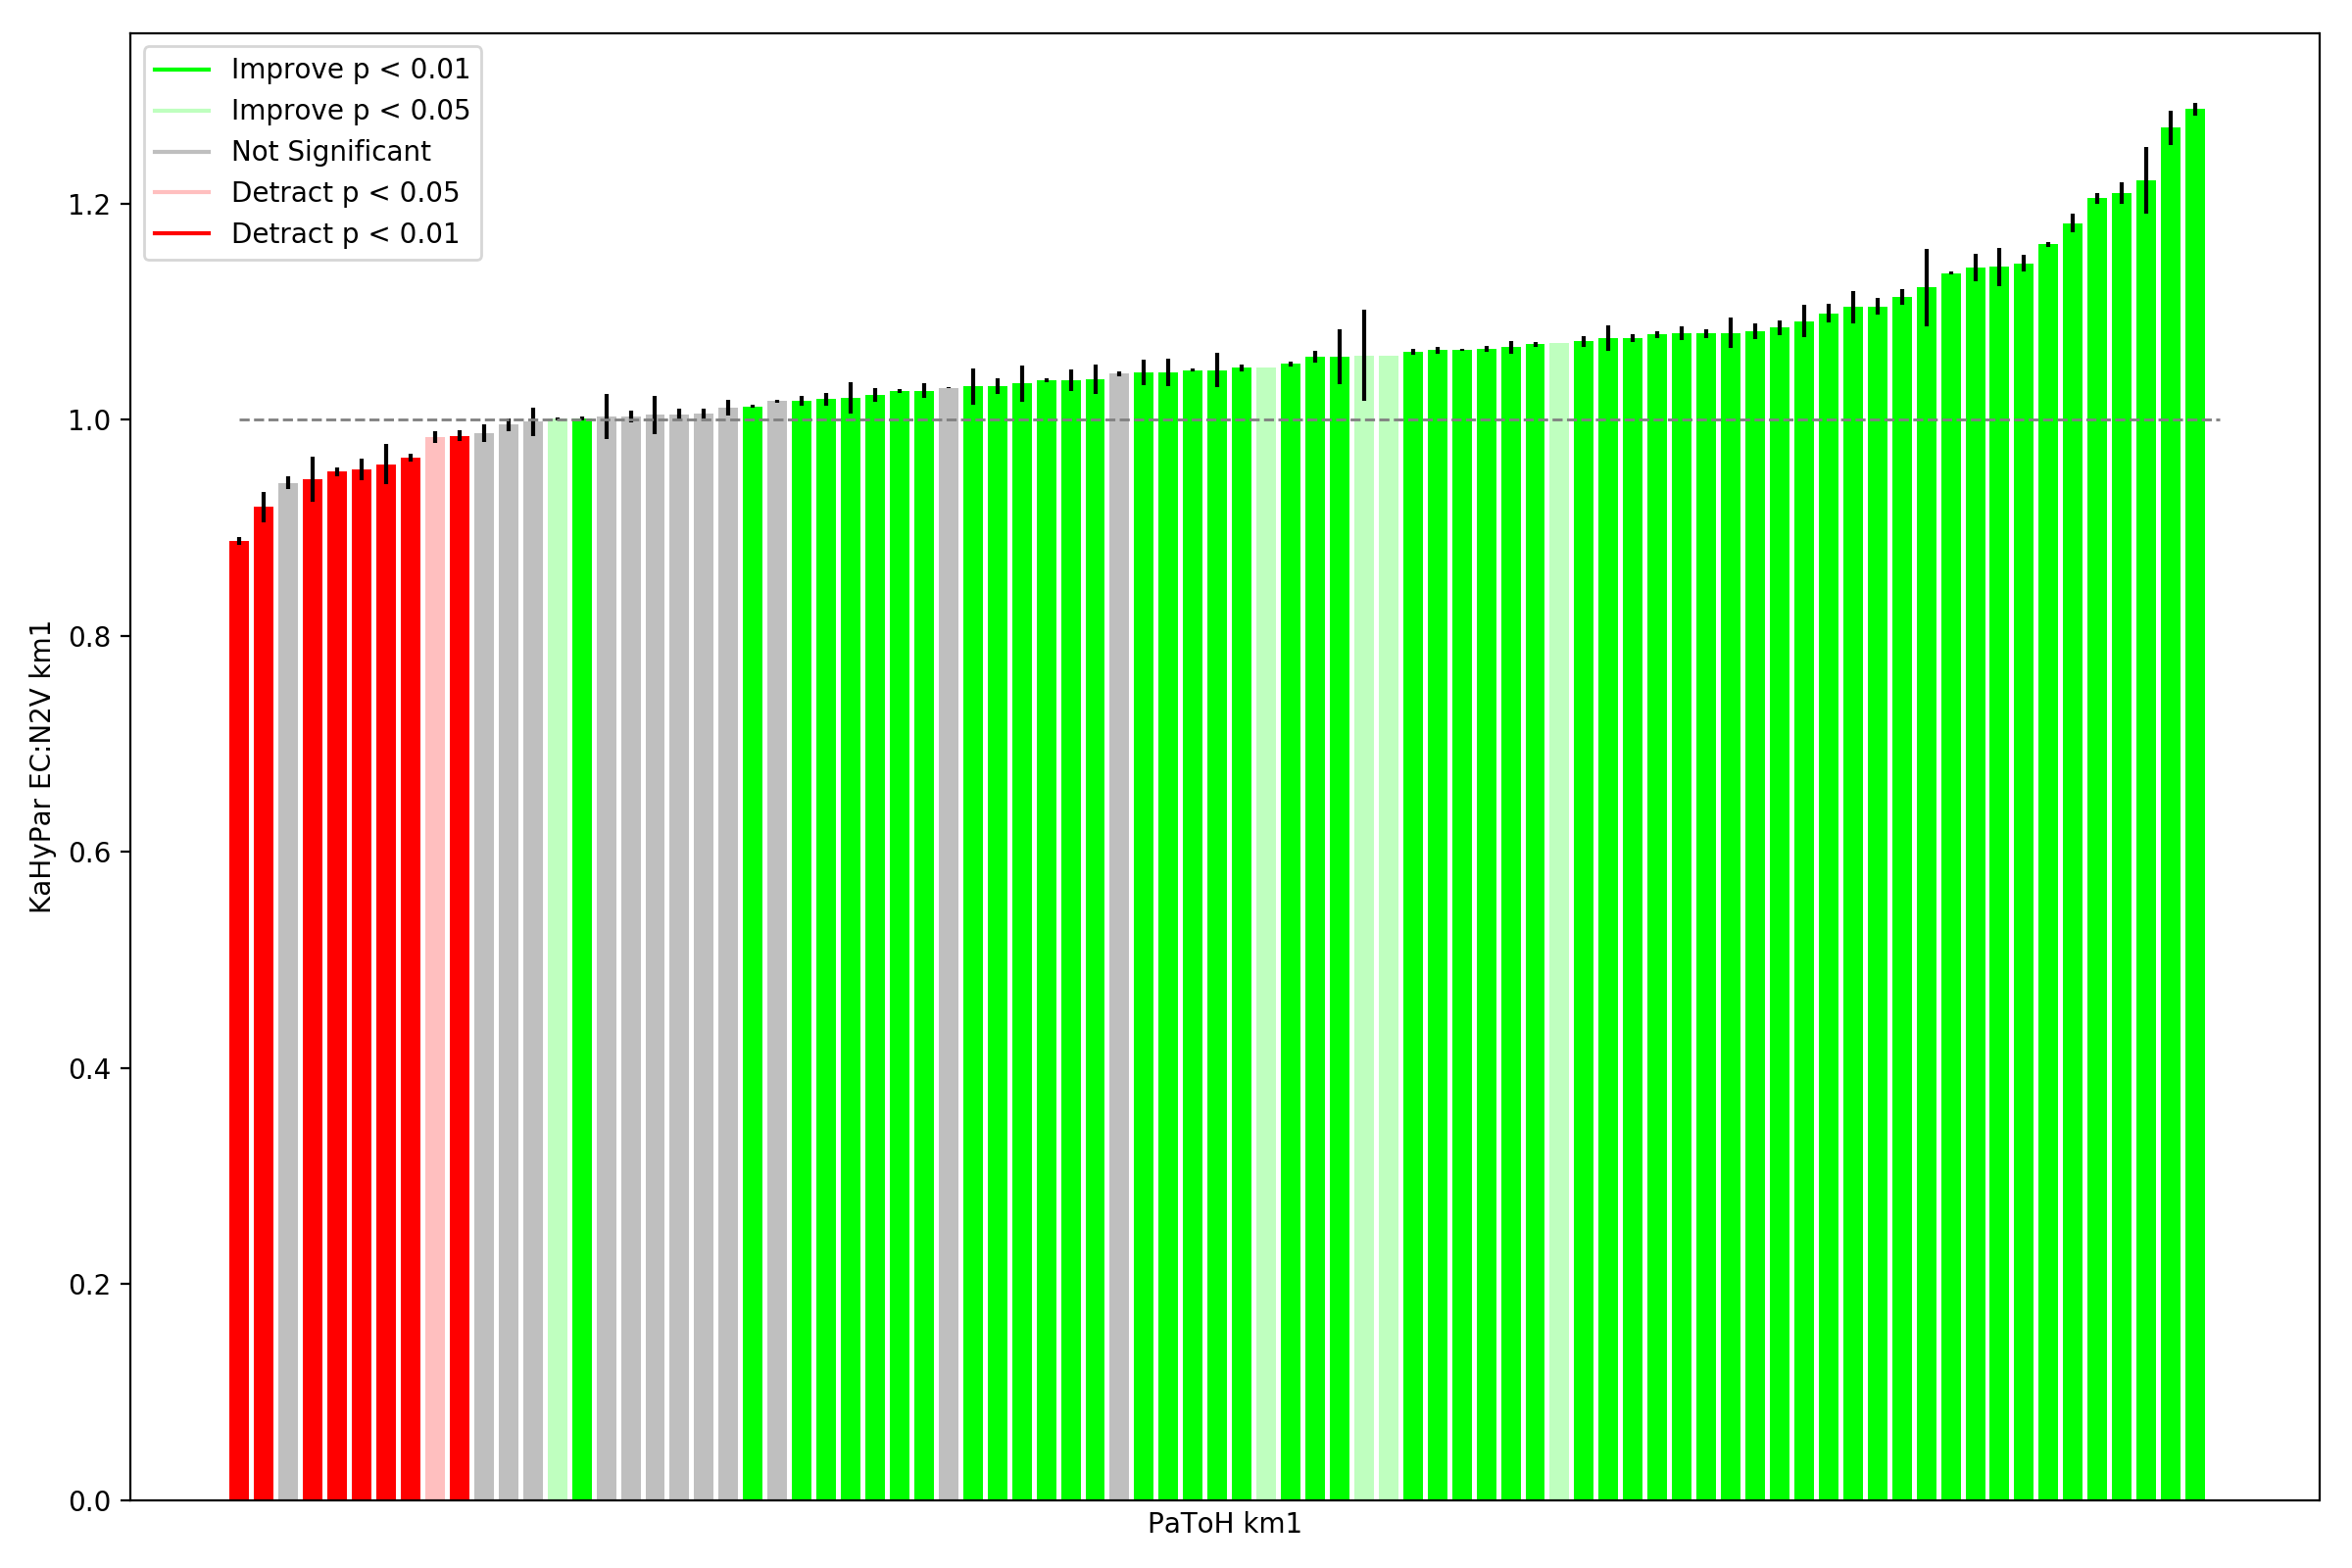 Improve p < 0.01
Improve p < 0.05
Not Significant
Detract p < 0.05
Detract p < 0.01
1.2
1.0
0.8
0.6
0.4
0.2
0.0
KaHyPar EC:N2V km1
PaToH km1